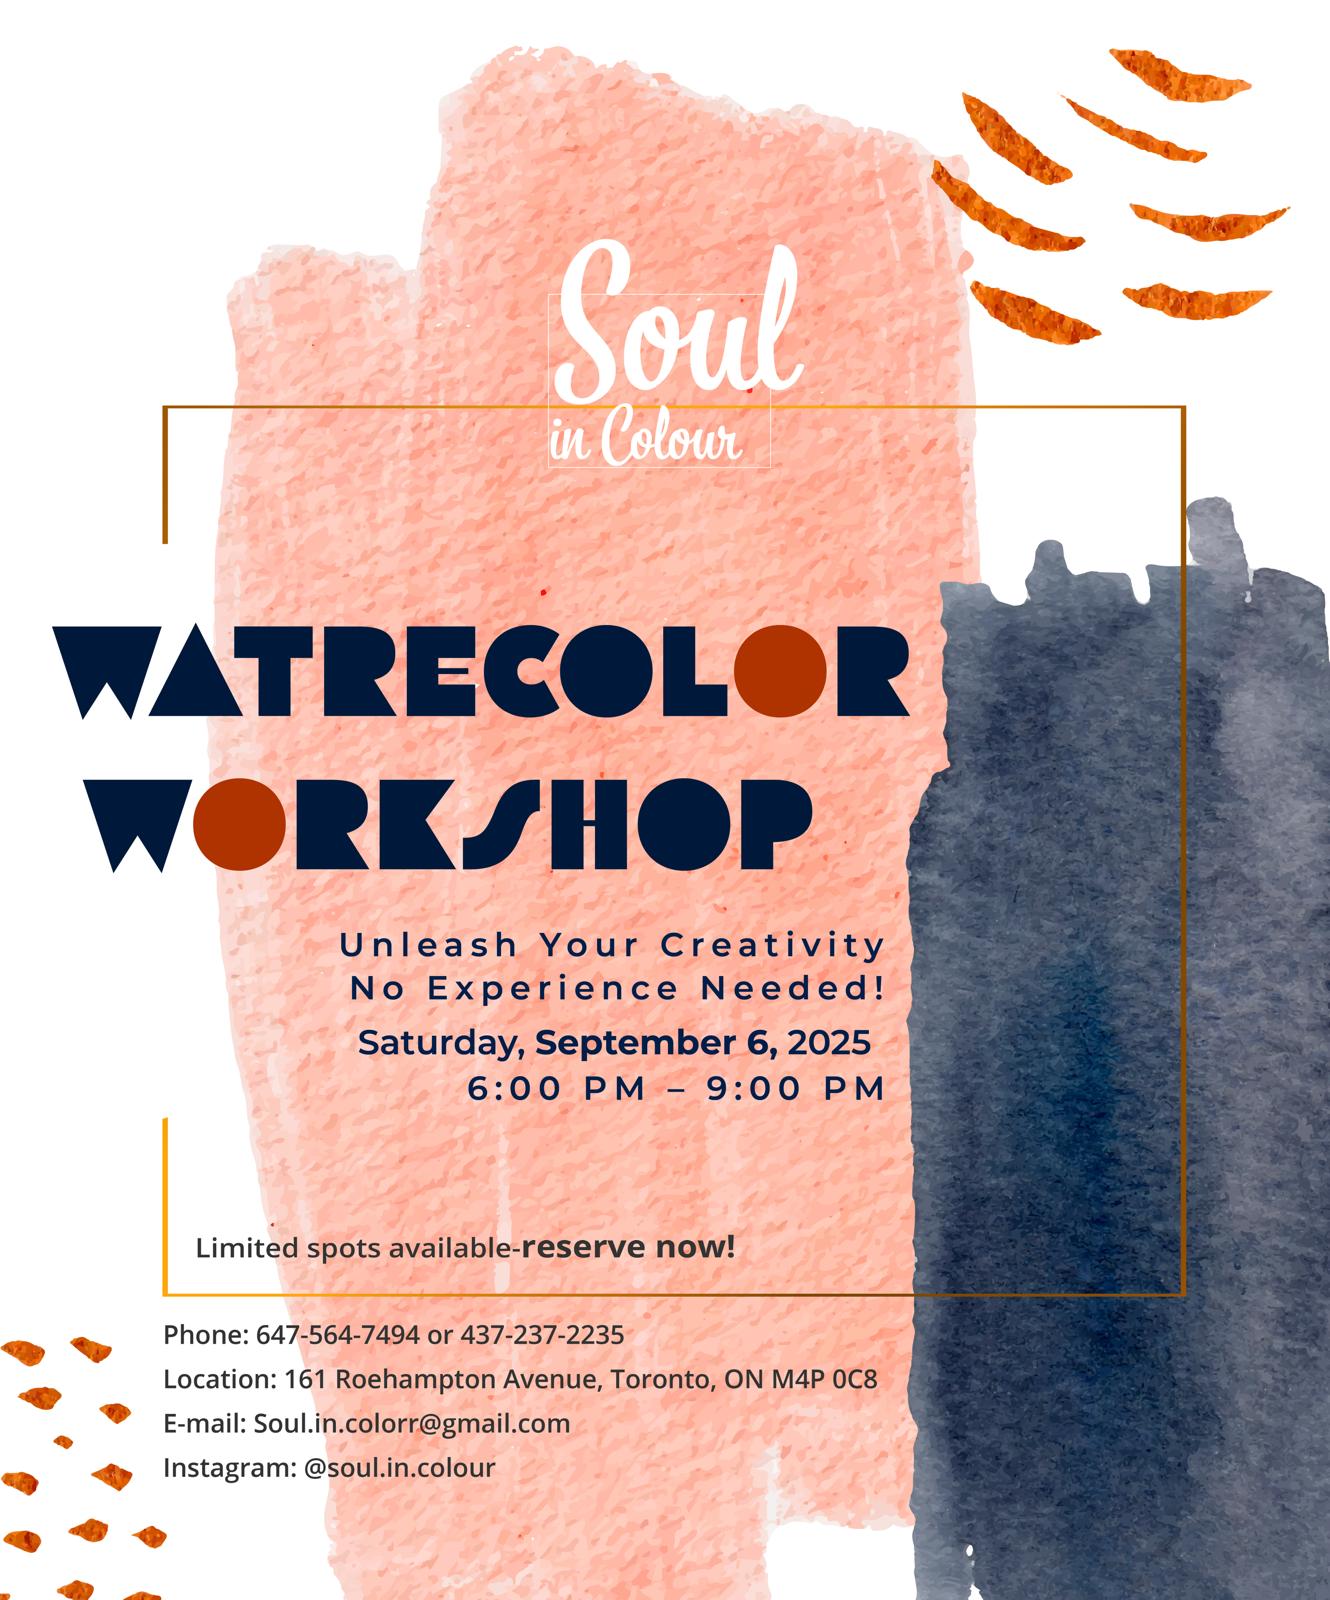 Soul
in Colour
WATRECOLOR
WORKSHOP
Unleash Your Creativity
No Experience Needed!
Saturday, September 6, 2025
6:00 PM – 9:00 PM
Limited spots available-reserve now!
Phone: 647-564-7494 or 437-237-2235
Location: 161 Roehampton Avenue, Toronto, ON M4P 0C8
E-mail: Soul.in.colorr@gmail.com
Instagram: @soul.in.colour